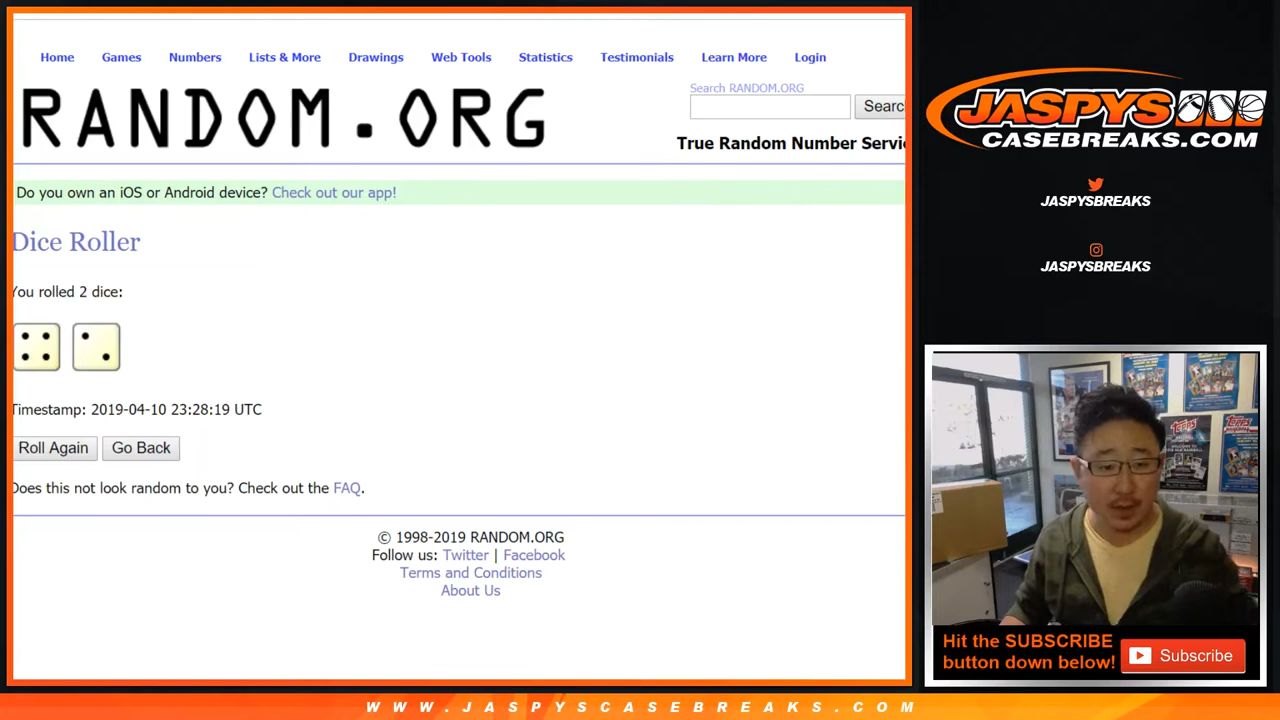 Home Games Numbers Lists & More Drawings Web Tools Statistics Testimonials Learn More Login
Search RANDOM.ORG
RANDOM.ORG
Searc
True Random Number Servi
Do you own an iOS or Android device? Check out our app!
Dice Roller
You rolled 2 dice:
Timestamp: 2019-04-10 23:28:19 UTC
Roll Again Go Back
Does this not look random to you? Check out the FAQ.
© 1998-2019 RANDOM.ORG
Follow us: Twitter | Facebook
Terms and Conditions
About Us
JASPYS
CASEBREAKS.COM
JASPYSBREAKS
JASPYSBREAKS
topps
Topps
Hit the SUBSCRIBE
button down below!
Subscribe
WWW.JASPYSCASEBREAKS.COM